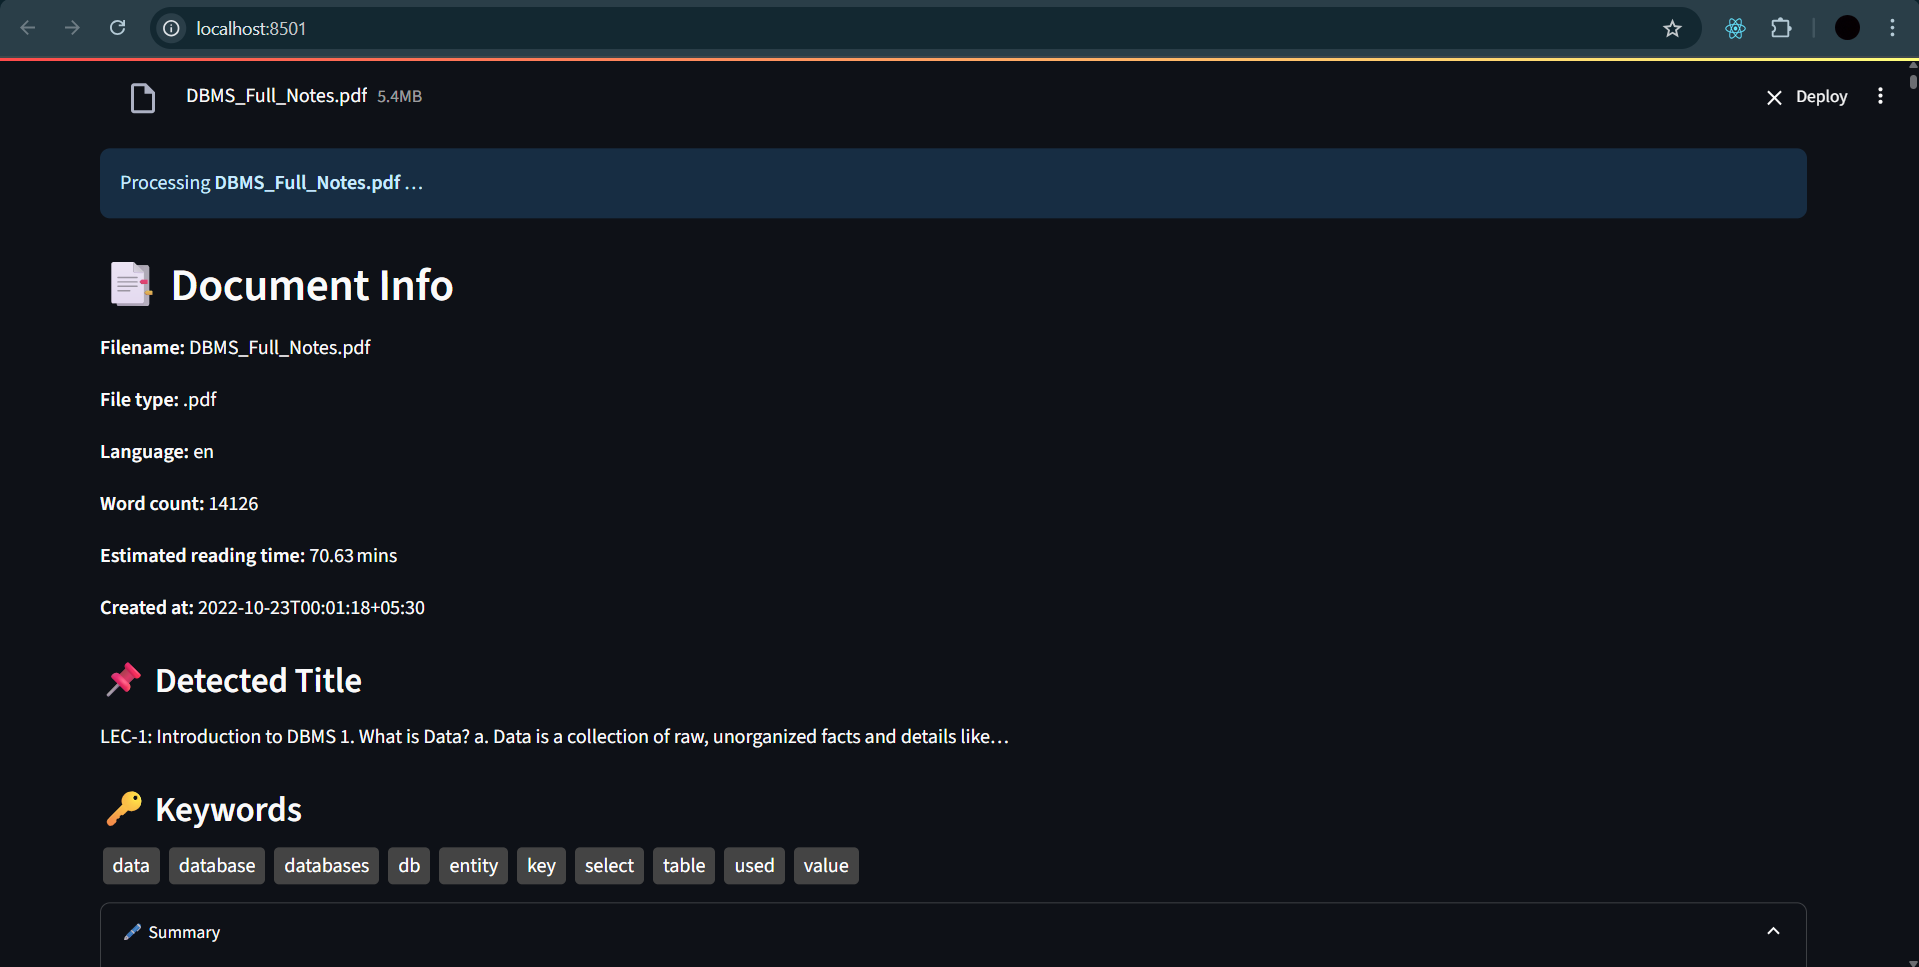 localhost:8501
DBMS_Full_Notes.pdf 5.4MB
Deploy
Processing DBMS_Full_Notes.pdf …
Document Info
Filename: DBMS_Full_Notes.pdf
File type: .pdf
Language: en
Word count: 14126
Estimated reading time: 70.63 mins
Created at: 2022-10-23T00:01:18+05:30
Detected Title
LEC-1: Introduction to DBMS 1. What is Data? a. Data is a collection of raw, unorganized facts and details like…
Keywords
data database databases db entity key select table used value
Summary